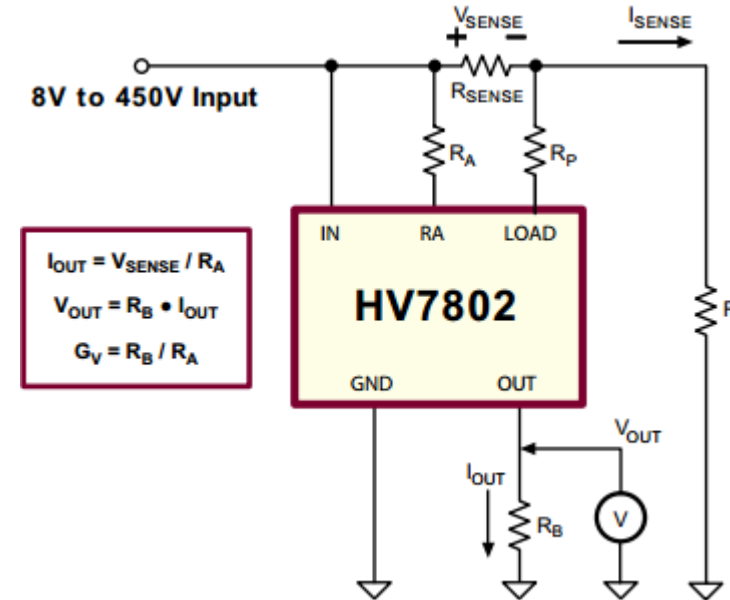 VSENSE
+ −
ISENSE
RSENSE
8V to 450V Input
RA
RP
IN
RA
LOAD
IOUT = VSENSE / RA
VOUT = RB • IOUT
GV = RB / RA
HV7802
GND
OUT
VOUT
IOUT
RB
V